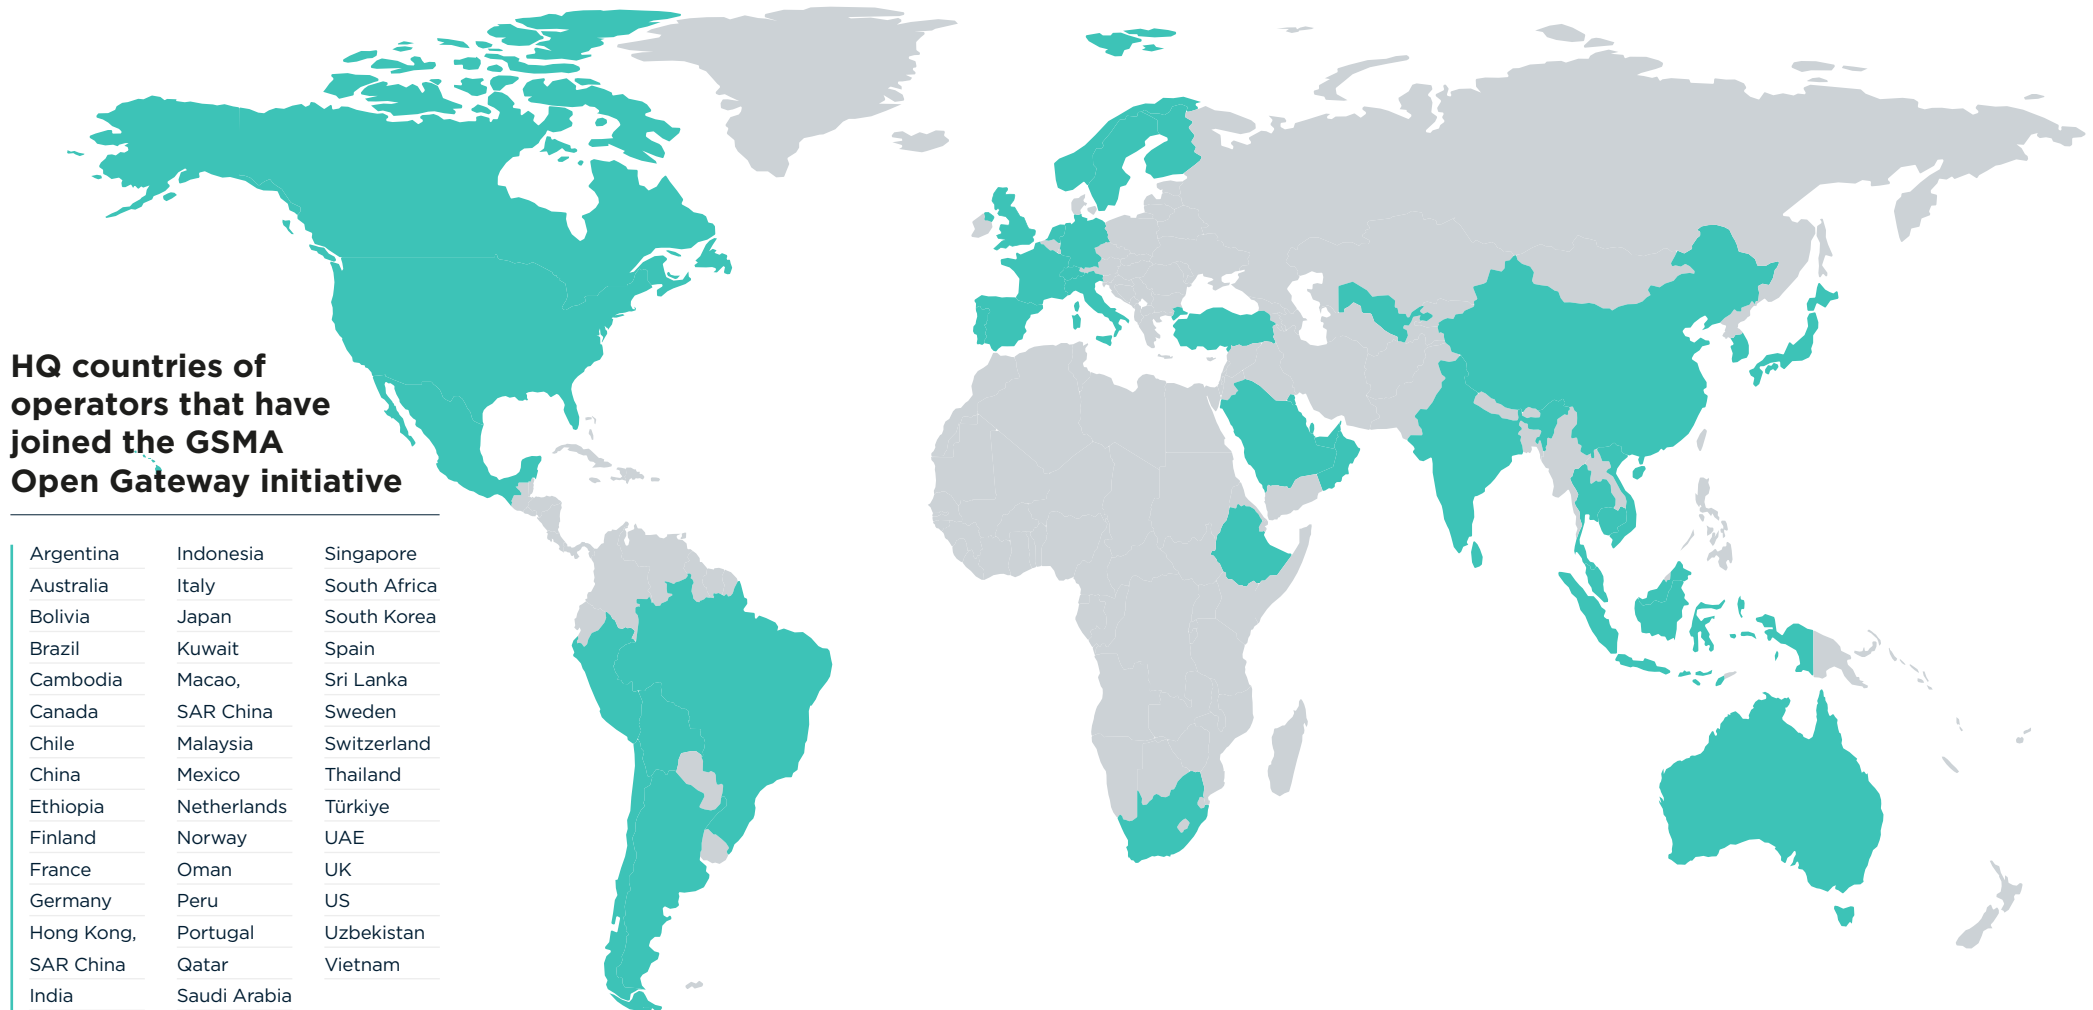 HQ countries of
operators that have
joined the GSMA
Open Gateway initiative
Argentina
Australia
Bolivia
Brazil
Cambodia
Canada
Chile
China
Ethiopia
Finland
France
Germany
Hong Kong,
SAR China
India
Indonesia
Italy
Japan
Kuwait
Macao,
SAR China
Malaysia
Mexico
Netherlands
Norway
Oman
Peru
Portugal
Qatar
Saudi Arabia
Singapore
South Africa
South Korea
Spain
Sri Lanka
Sweden
Switzerland
Thailand
Türkiye
UAE
UK
US
Uzbekistan
Vietnam